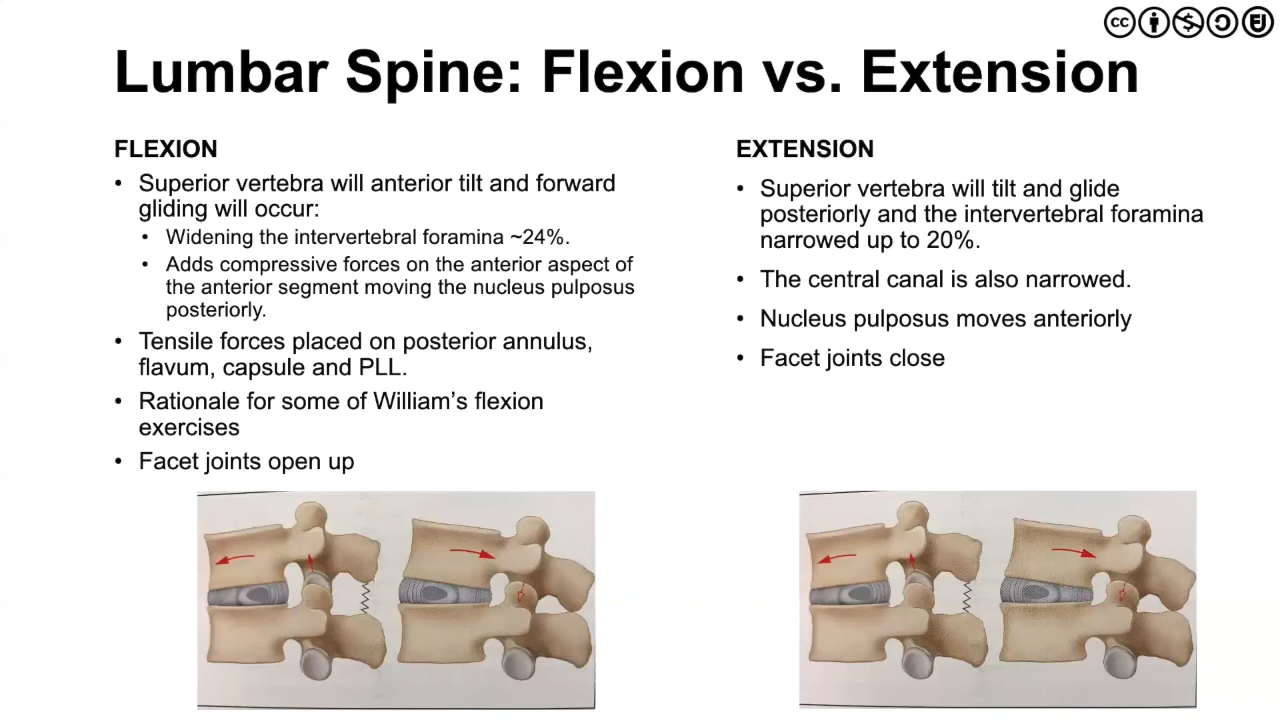 Lumbar Spine: Flexion vs. Extension
FLEXION
• Superior vertebra will anterior tilt and forward
gliding will occur:
• Widening the intervertebral foramina ~24%.
• Adds compressive forces on the anterior aspect of
the anterior segment moving the nucleus pulposus
posteriorly.
• Tensile forces placed on posterior annulus,
flavum, capsule and PLL.
• Rationale for some of William’s flexion
exercises
• Facet joints open up
EXTENSION
• Superior vertebra will tilt and glide
posteriorly and the intervertebral foramina
narrowed up to 20%.
• The central canal is also narrowed.
• Nucleus pulposus moves anteriorly
• Facet joints close
cc